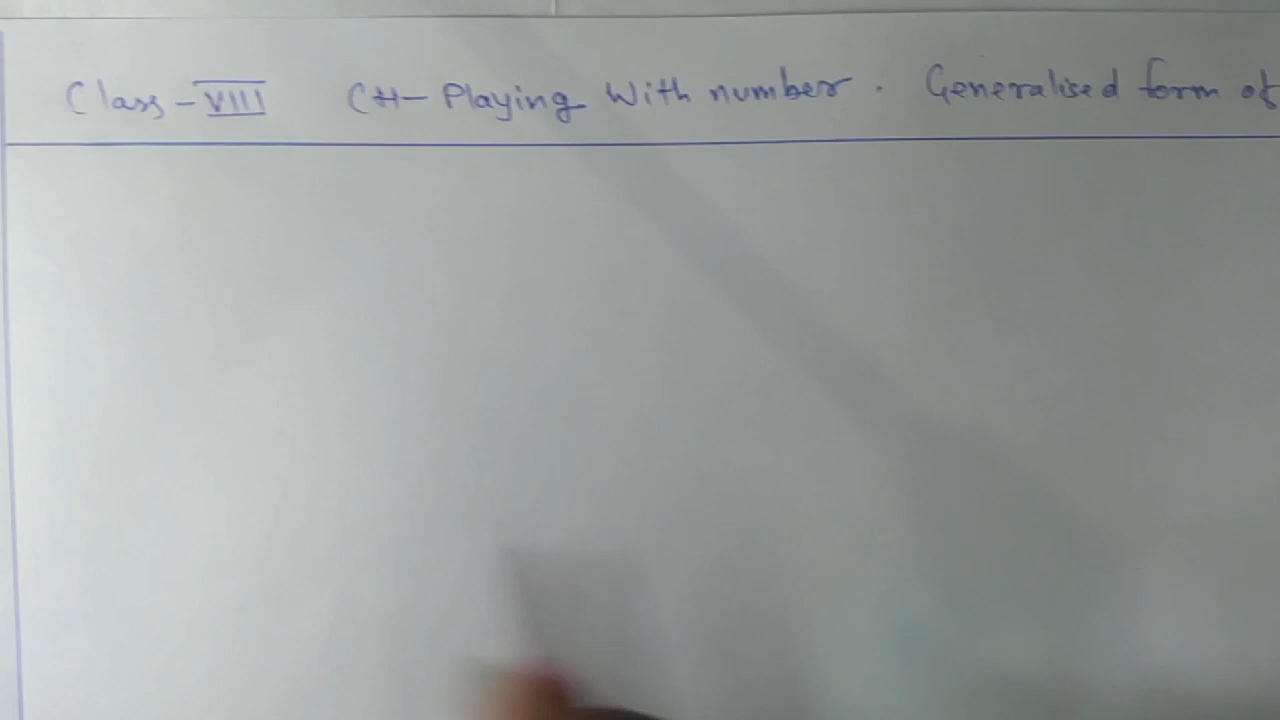 Class - VIII CH - Playing With number . Generalised form of